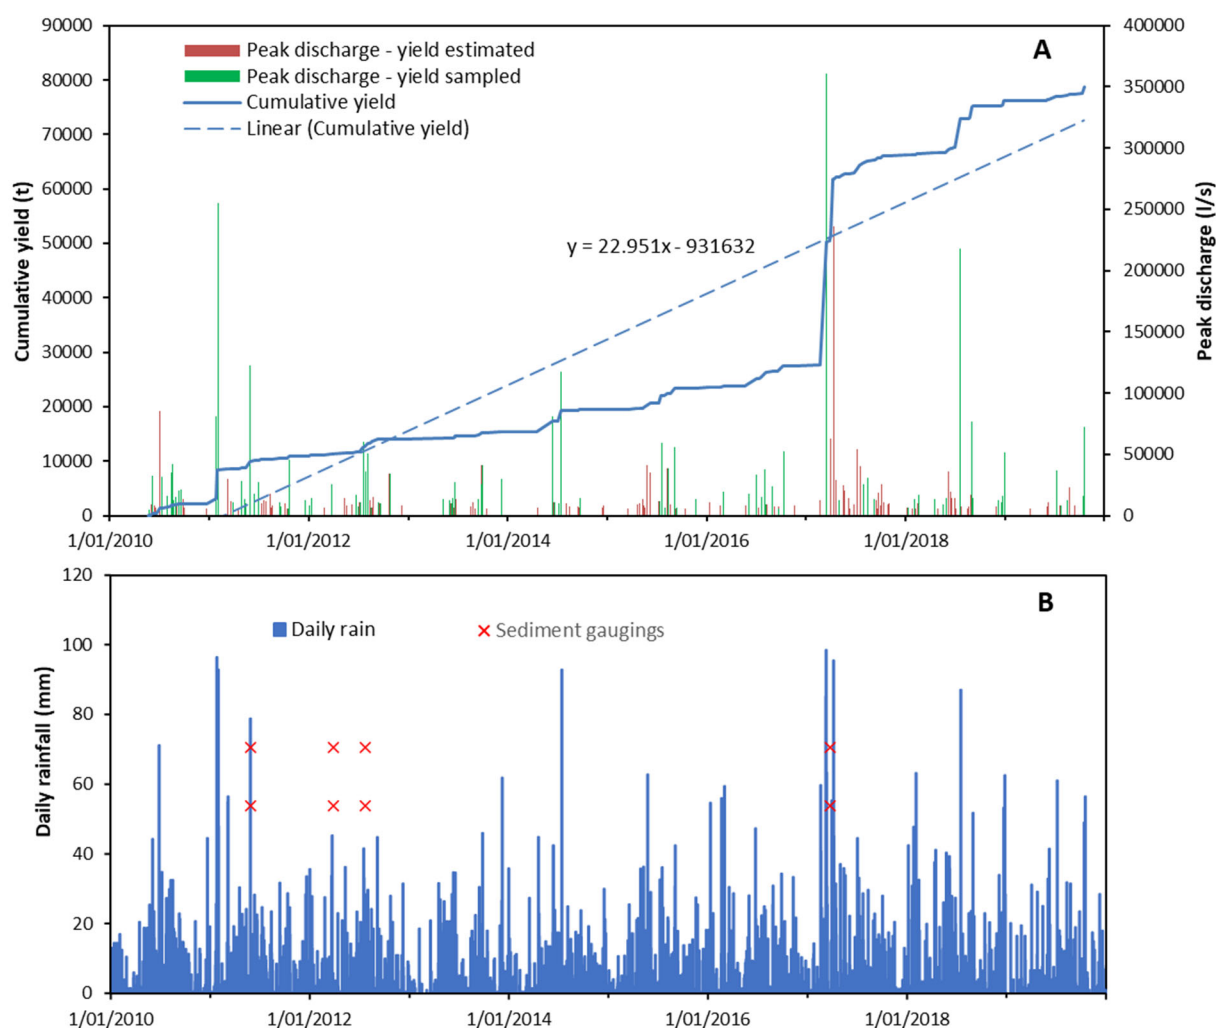 A
Peak discharge - yield estimated
Peak discharge - yield sampled
Cumulative yield
Linear (Cumulative yield)
y = 22.951x - 931632
Cumulative yield (t)
90000
80000
70000
60000
50000
40000
30000
20000
10000
0
Peak discharge (l/s)
400000
350000
300000
250000
200000
150000
100000
50000
0
1/01/2010 1/01/2012 1/01/2014 1/01/2016 1/01/2018
B
Daily rain Sediment gaugings
Daily rainfall (mm)
120
100
80
60
40
20
0
1/01/2010 1/01/2012 1/01/2014 1/01/2016 1/01/2018